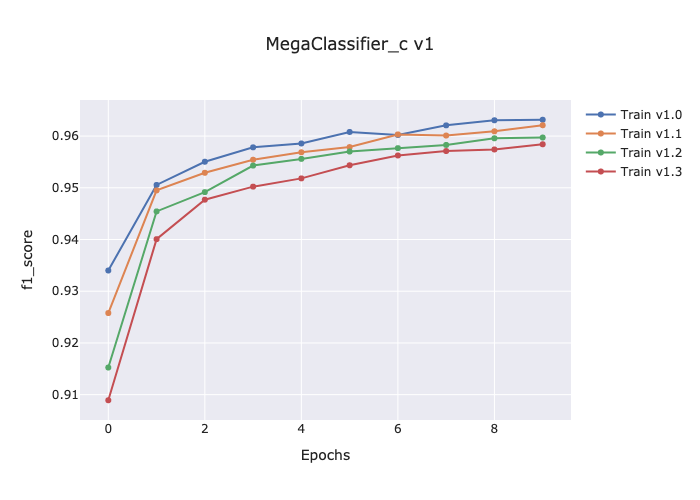 MegaClassifier_c v1
Train v1.0
Train v1.1
Train v1.2
Train v1.3
f1_score
0.96
0.95
0.94
0.93
0.92
0.91
0 2 4 6 8
Epochs